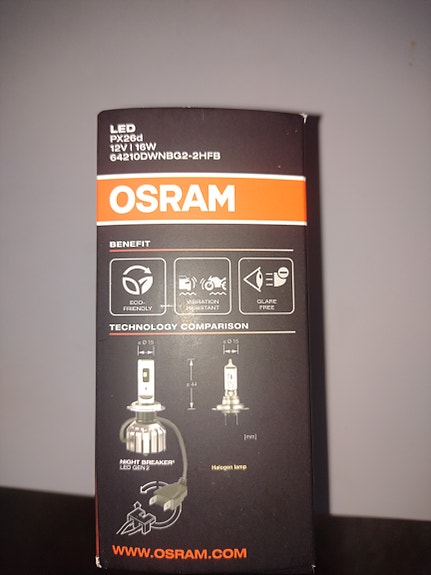 LED
PX26d
12V | 16W
64210DWNBG2-2HFB
OSRAM
BENEFIT
ECO-
FRIENDLY
VIBRATION
RESISTANT
GLARE
FREE
TECHNOLOGY COMPARISON
[mm]
NIGHT BREAKER®
LED GEN 2
Halogen lamp
WWW.OSRAM.COM